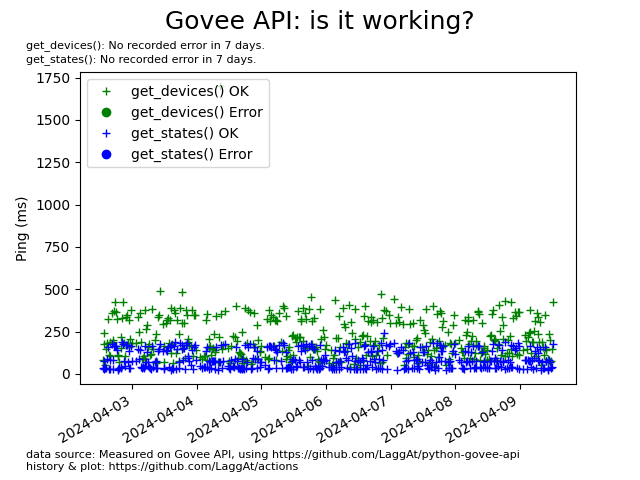 Govee API: is it working?
get_devices(): No recorded error in 7 days.
get_states(): No recorded error in 7 days.
get_devices() OK
get_devices() Error
get_states() OK
get_states() Error
Ping (ms)
1750
1500
1250
1000
750
500
250
0
2024-04-03
2024-04-04
2024-04-05
2024-04-06
2024-04-07
2024-04-08
2024-04-09
data source: Measured on Govee API, using https://github.com/LaggAt/python-govee-api
history & plot: https://github.com/LaggAt/actions